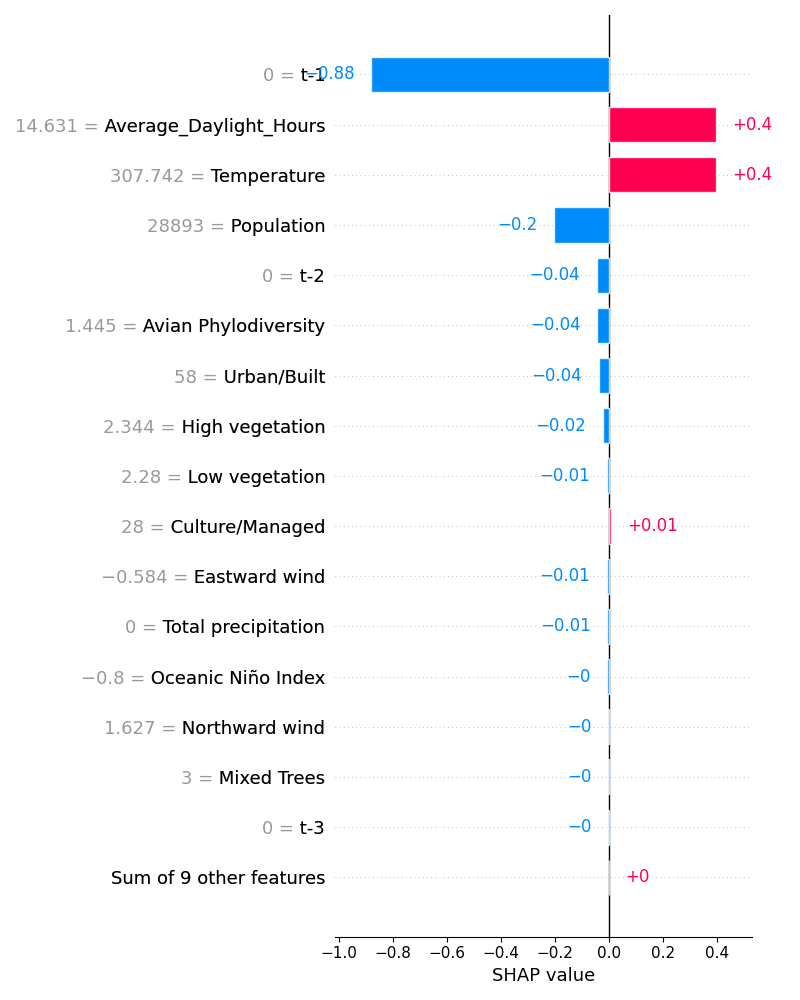 0 = t-1 −0.88
14.631 = Average_Daylight_Hours +0.4
307.742 = Temperature +0.4
28893 = Population −0.2
0 = t-2 −0.04
1.445 = Avian Phylodiversity −0.04
58 = Urban/Built −0.04
2.344 = High vegetation −0.02
2.28 = Low vegetation −0.01
28 = Culture/Managed +0.01
−0.584 = Eastward wind −0.01
0 = Total precipitation −0.01
−0.8 = Oceanic Niño Index −0
1.627 = Northward wind −0
3 = Mixed Trees −0
0 = t-3 −0
Sum of 9 other features +0
−1.0 −0.8 −0.6 −0.4 −0.2 0.0 0.2 0.4
SHAP value